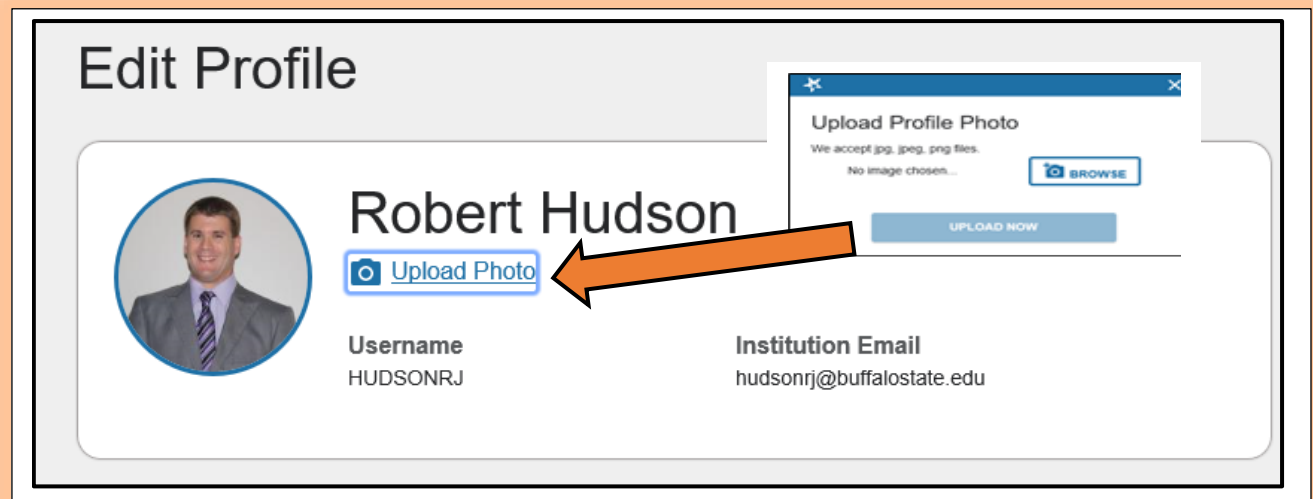 Edit Profile
Upload Profile Photo
We accept jpg, jpeg, png files.
No image chosen...
BROWSE
UPLOAD NOW
Robert Hudson
Upload Photo
Username
HUDSONRJ
Institution Email
hudsonrj@buffalostate.edu